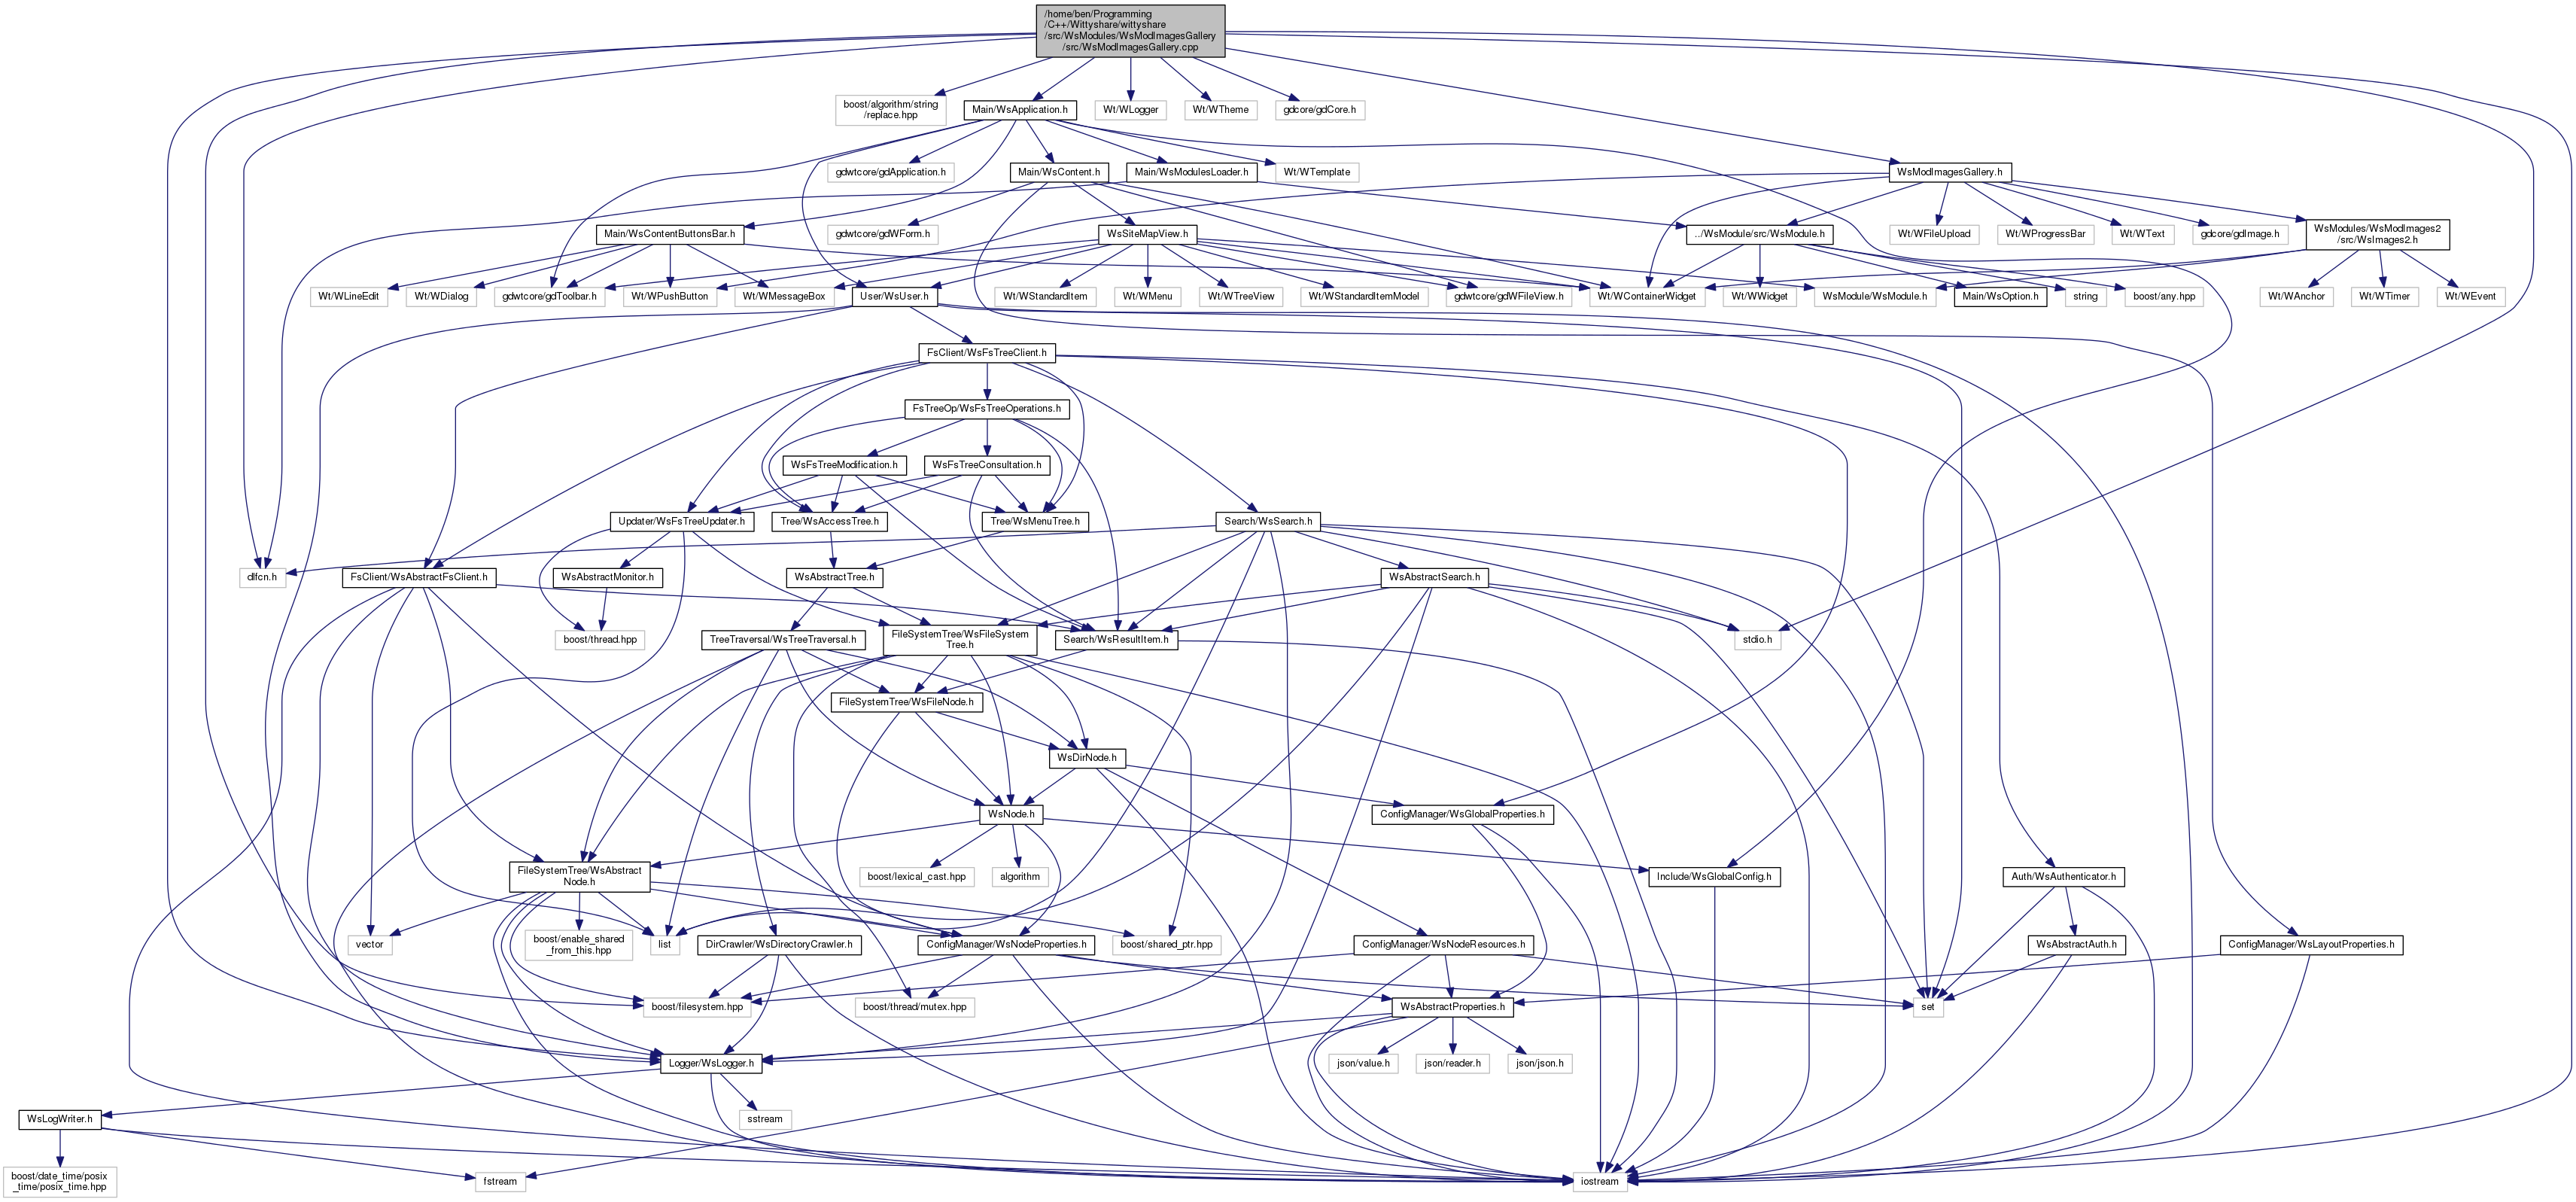 /home/ben/Programming
/C++/Wittyshare/wittyshare
/src/WsModules/WsModImagesGallery
/src/WsModImagesGallery.cpp
boost/algorithm/string
/replace.hpp
Main/WsApplication.h
Wt/WLogger
Wt/WTheme
gdcore/gdCore.h
gdwtcore/gdApplication.h
Main/WsContent.h
Main/WsModulesLoader.h
Wt/WTemplate
WsModImagesGallery.h
Main/WsContentButtonsBar.h
gdwtcore/gdWForm.h
WsSiteMapView.h
../WsModule/src/WsModule.h
Wt/WFileUpload
Wt/WProgressBar
Wt/WText
gdcore/gdImage.h
WsModules/WsModImages2
/src/WsImages2.h
Wt/WLineEdit
Wt/WDialog
gdwtcore/gdToolbar.h
Wt/WPushButton
Wt/WMessageBox
User/WsUser.h
Wt/WStandardItem
Wt/WMenu
Wt/WTreeView
Wt/WStandardItemModel
gdwtcore/gdWFileView.h
Wt/WContainerWidget
Wt/WWidget
WsModule/WsModule.h
Main/WsOption.h
string
boost/any.hpp
Wt/WAnchor
Wt/WTimer
Wt/WEvent
FsClient/WsFsTreeClient.h
FsTreeOp/WsFsTreeOperations.h
WsFsTreeModification.h
WsFsTreeConsultation.h
Updater/WsFsTreeUpdater.h
Tree/WsAccessTree.h
Tree/WsMenuTree.h
Search/WsSearch.h
dlfcn.h
FsClient/WsAbstractFsClient.h
WsAbstractMonitor.h
WsAbstractTree.h
WsAbstractSearch.h
boost/thread.hpp
TreeTraversal/WsTreeTraversal.h
FileSystemTree/WsFileSystem
Tree.h
Search/WsResultItem.h
stdio.h
FileSystemTree/WsFileNode.h
WsDirNode.h
WsNode.h
ConfigManager/WsGlobalProperties.h
FileSystemTree/WsAbstract
Node.h
boost/lexical_cast.hpp
algorithm
Include/WsGlobalConfig.h
Auth/WsAuthenticator.h
vector
boost/enable_shared
_from_this.hpp
list
DirCrawler/WsDirectoryCrawler.h
ConfigManager/WsNodeProperties.h
boost/shared_ptr.hpp
ConfigManager/WsNodeResources.h
WsAbstractAuth.h
ConfigManager/WsLayoutProperties.h
boost/filesystem.hpp
boost/thread/mutex.hpp
WsAbstractProperties.h
set
Logger/WsLogger.h
json/value.h
json/reader.h
json/json.h
WsLogWriter.h
sstream
boost/date_time/posix
_time/posix_time.hpp
fstream
iostream